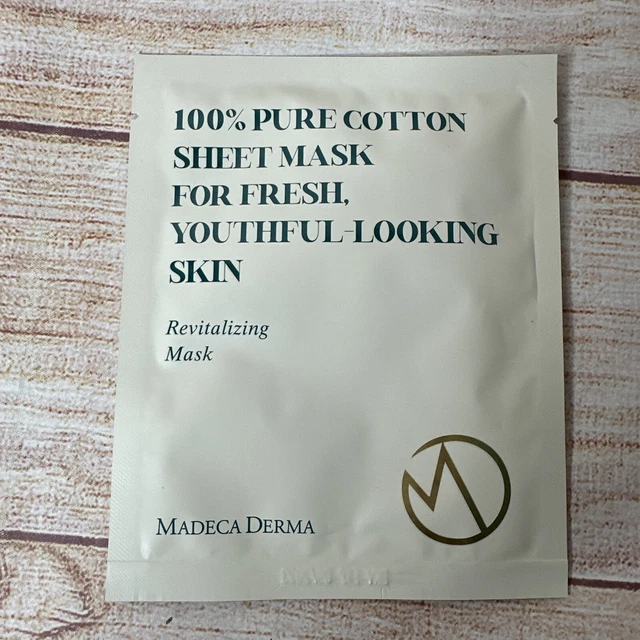 100% PURE COTTON
SHEET MASK
FOR FRESH,
YOUTHFUL-LOOKING
SKIN
Revitalizing
Mask
MADECA DERMA